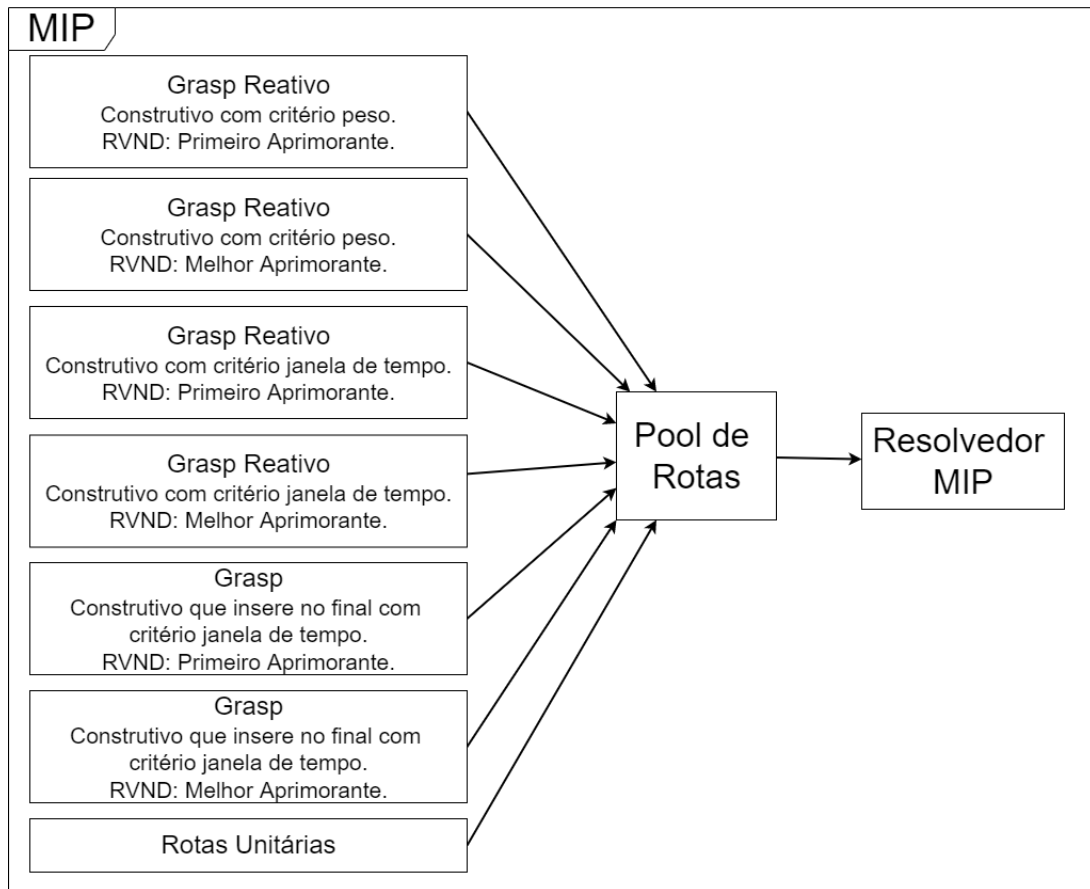 MIP
Grasp Reativo
Construtivo com critério peso.
RVND: Primeiro Aprimorante.
Grasp Reativo
Construtivo com critério peso.
RVND: Melhor Aprimorante.
Grasp Reativo
Construtivo com critério janela de tempo.
RVND: Primeiro Aprimorante.
Grasp Reativo
Construtivo com critério janela de tempo.
RVND: Melhor Aprimorante.
Grasp
Construtivo que insere no final com
critério janela de tempo.
RVND: Primeiro Aprimorante.
Grasp
Construtivo que insere no final com
critério janela de tempo.
RVND: Melhor Aprimorante.
Rotas Unitárias
Pool de
Rotas
Resolvedor
MIP